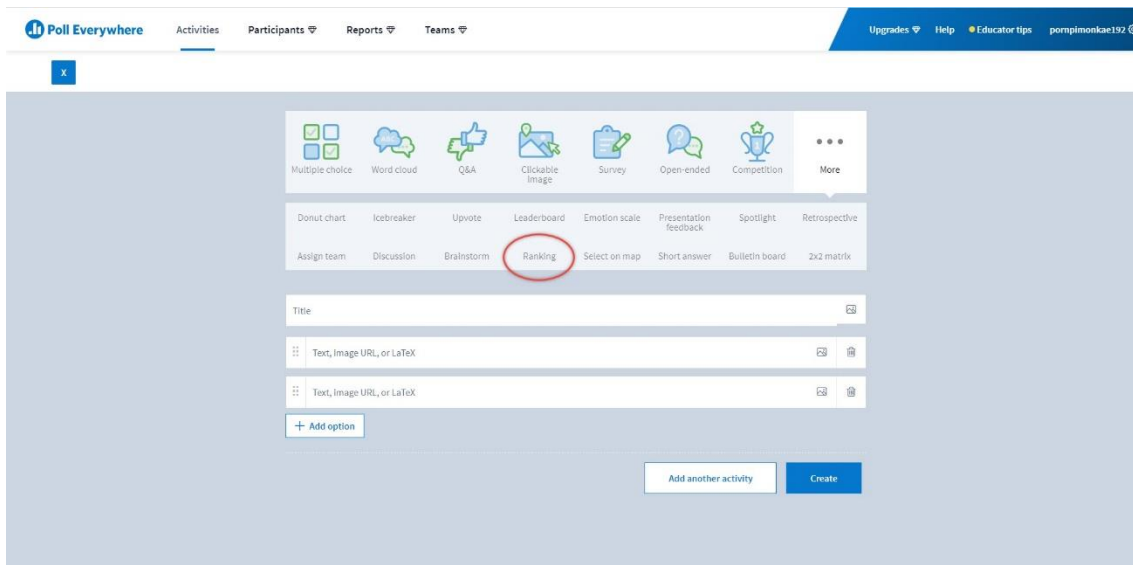 Poll Everywhere Activities Participants Reports Teams Upgrades Help Educator tips pornpimonkae192
X
Multiple choice Word cloud Q&A Clickable Survey Open-ended Competition More
image
Donut chart Icebreaker Upvote Leaderboard Emotion scale Presentation Spotlight Retrospective
feedback
Assign team Discussion Brainstorm Ranking Select on map Short answer Bulletin board 2x2 matrix
Title
Text, Image URL, or LaTeX
Text, Image URL, or LaTeX
+ Add option
Add another activity Create